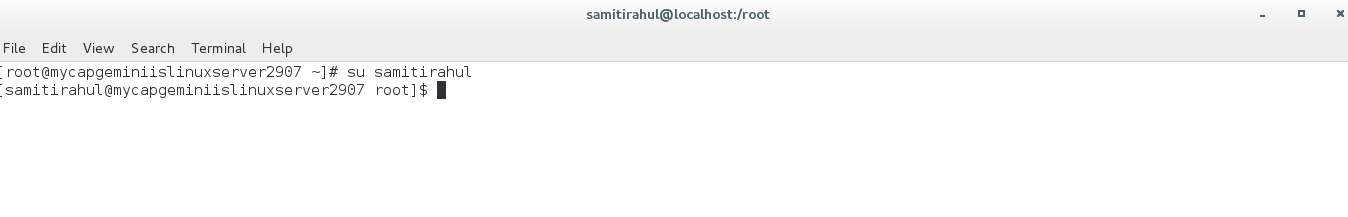 samitirahul@localhost:/root
File Edit View Search Terminal Help
[root@mycapgeminiislinuxserver2907 ~]# su samitirahul
[samitirahul@mycapgeminiislinuxserver2907 root]$